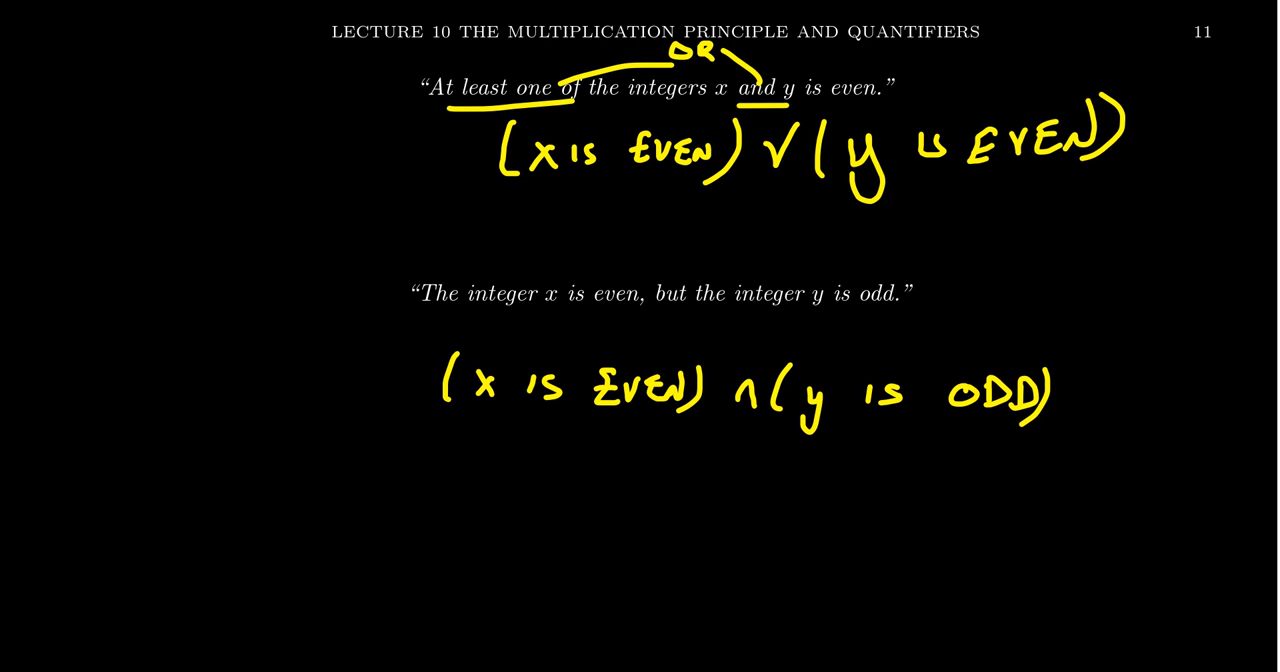 LECTURE 10 THE MULTIPLICATION PRINCIPLE AND QUANTIFIERS 11
OR
“At least one of the integers x and y is even.”
(x is EVEN) ∨ (y is EVEN)
“The integer x is even, but the integer y is odd.”
(x is EVEN) ∧ (y is ODD)